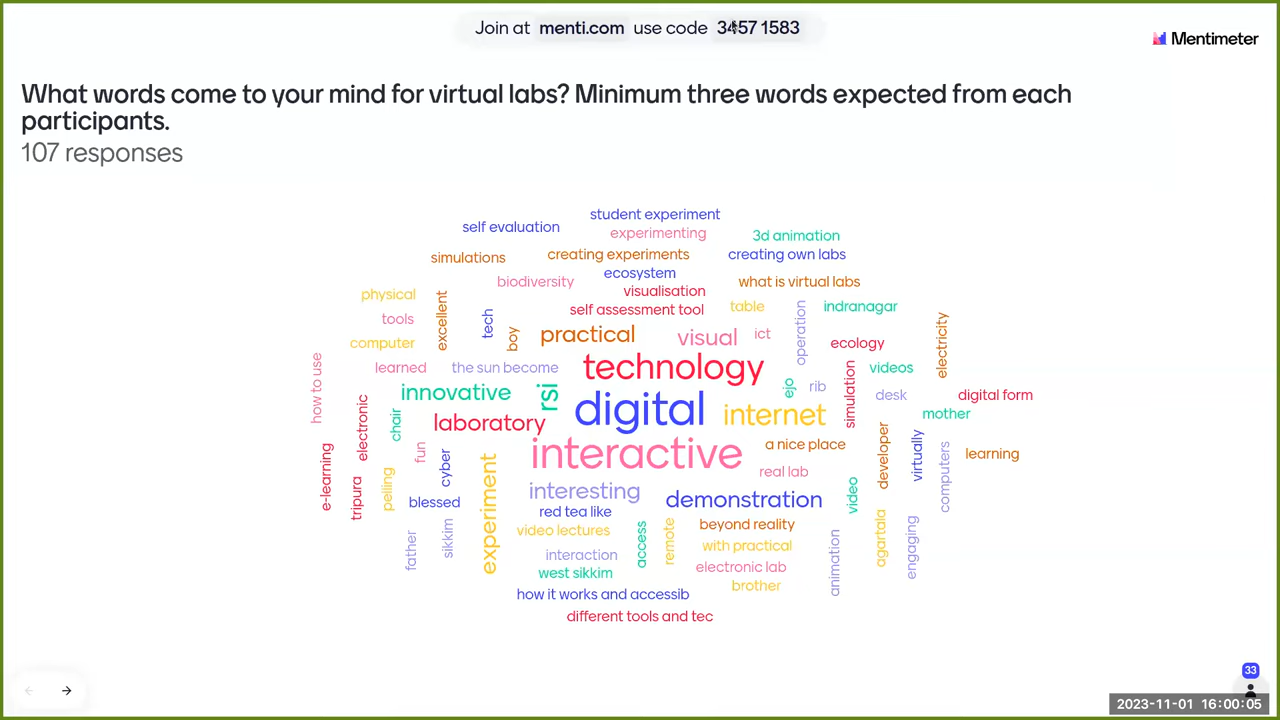 Join at menti.com use code 3457 1583
Mentimeter
What words come to your mind for virtual labs? Minimum three words expected from each
participants.
107 responses
student experiment
self evaluation
experimenting
3d animation
simulations
creating experiments
creating own labs
ecosystem
biodiversity
visualisation
what is virtual labs
physical
excellent
self assessment tool
table
operation
indranagar
tools
tech
boy
practical
visual
ict
electricity
computer
ecology
how to use
learned
the sun become
technology
simulation
videos
innovative
rsi
digital
internet
ejo
rib
desk
digital form
electronic
chair
laboratory
mother
interactive
a nice place
developer
virtually
learning
e-learning
fun
cyber
real lab
computers
tripura
pelling
experiment
interesting
demonstration
video
blessed
red tea like
beyond reality
father
sikkim
video lectures
access
remote
with practical
animation
agartala
engaging
interaction
electronic lab
west sikkim
brother
how it works and accessib
different tools and tec
33
2023-11-01 16:00:05